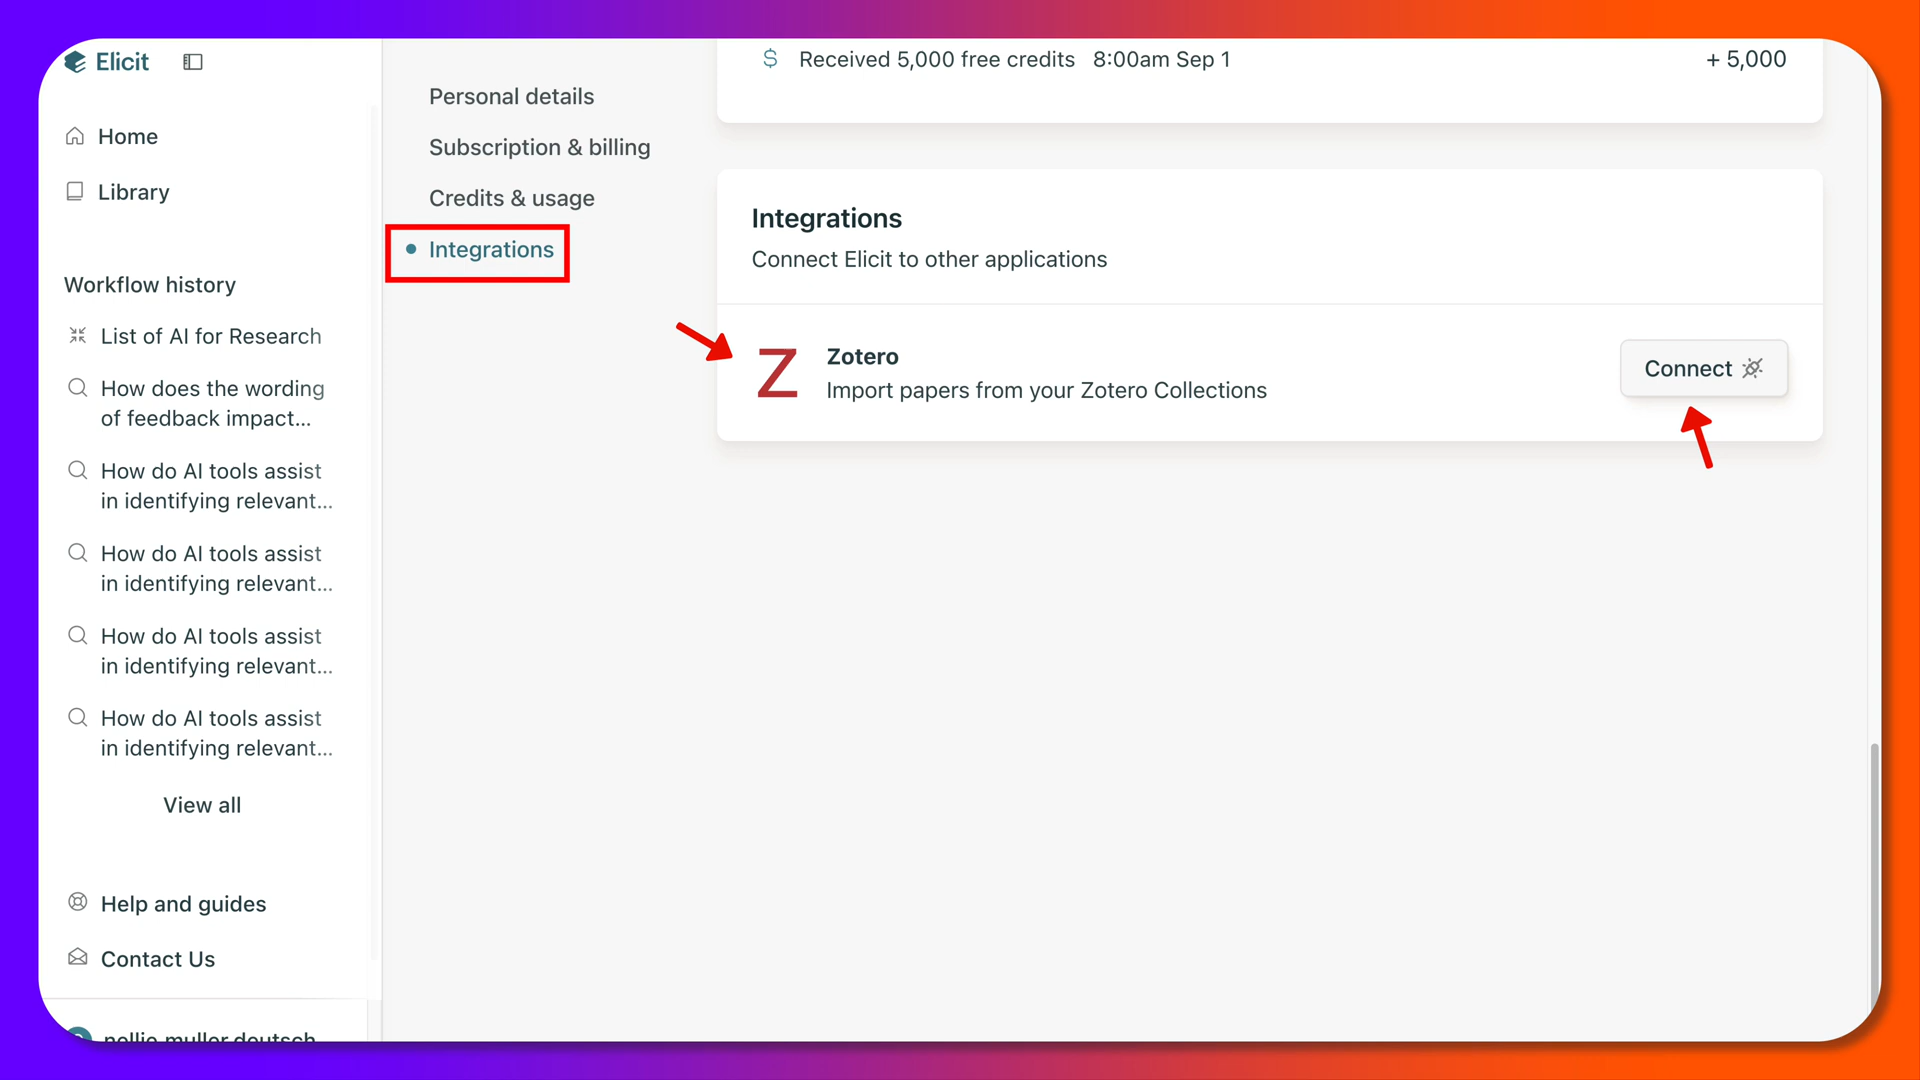 Elicit
Home
Library
Workflow history
List of AI for Research
How does the wording
of feedback impact...
How do AI tools assist
in identifying relevant...
How do AI tools assist
in identifying relevant...
How do AI tools assist
in identifying relevant...
How do AI tools assist
in identifying relevant...
View all
Help and guides
Contact Us
nellie muller deutsch
Personal details
Subscription & billing
Credits & usage
Integrations
Received 5,000 free credits 8:00am Sep 1 + 5,000
Integrations
Connect Elicit to other applications
Z
Zotero
Import papers from your Zotero Collections
Connect